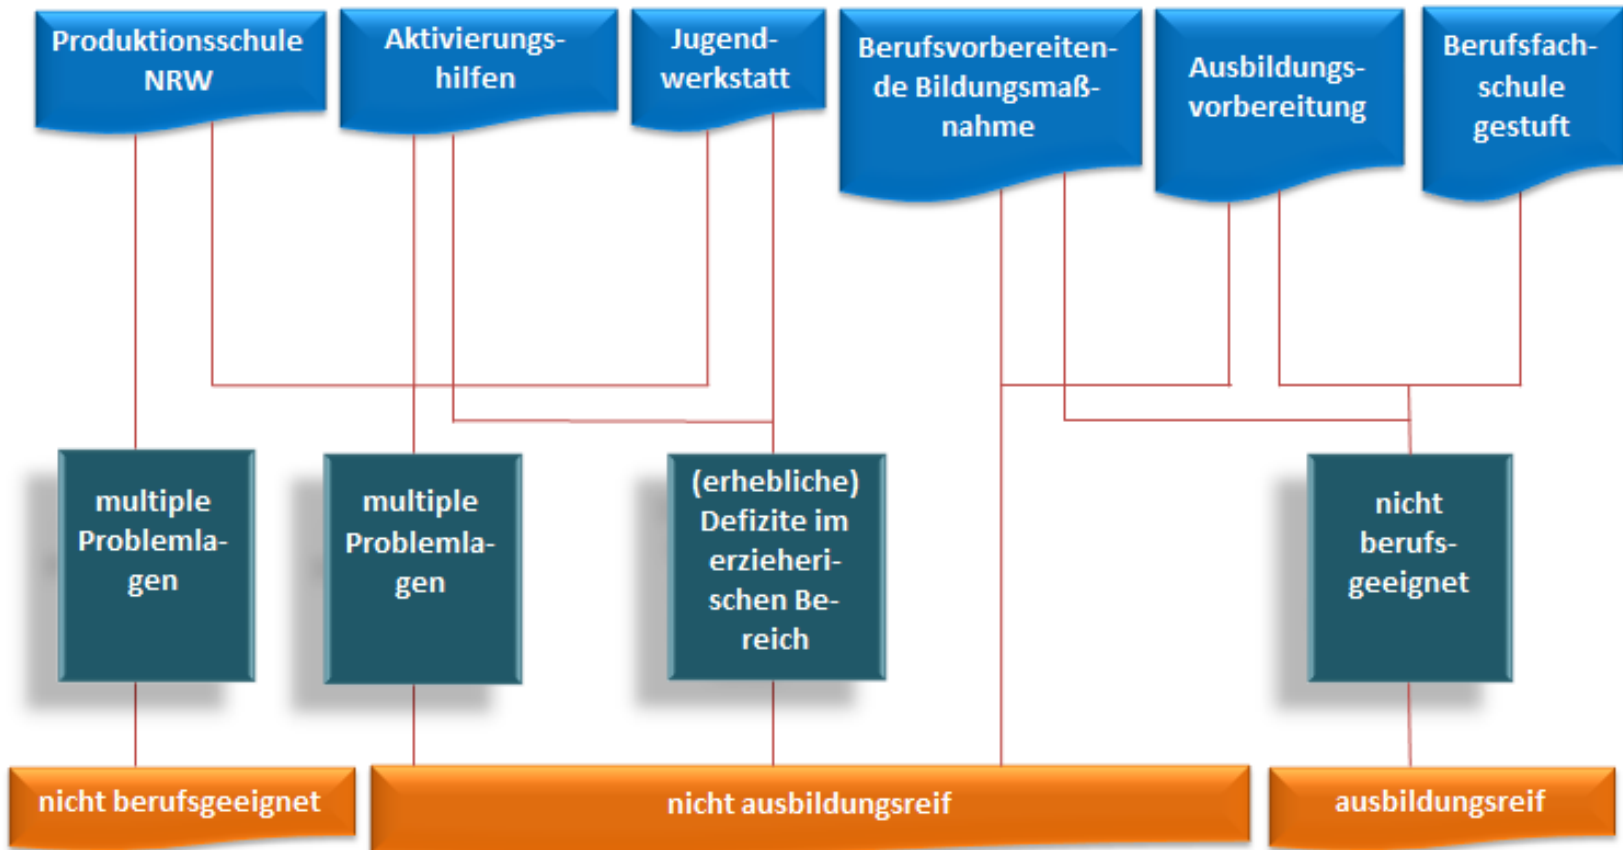 Produktionsschule
NRW
Aktivierungs-
hilfen
Jugend-
werkstatt
Berufsvorbereiten-
de Bildungsmaß-
nahme
Ausbildungs-
vorbereitung
Berufsfach-
schule
gestuft
multiple
Problemla-
gen
multiple
Problemla-
gen
(erhebliche)
Defizite im
erzieheri-
schen Be-
reich
nicht
berufs-
geeignet
nicht berufsgeeignet
nicht ausbildungsreif
ausbildungsreif